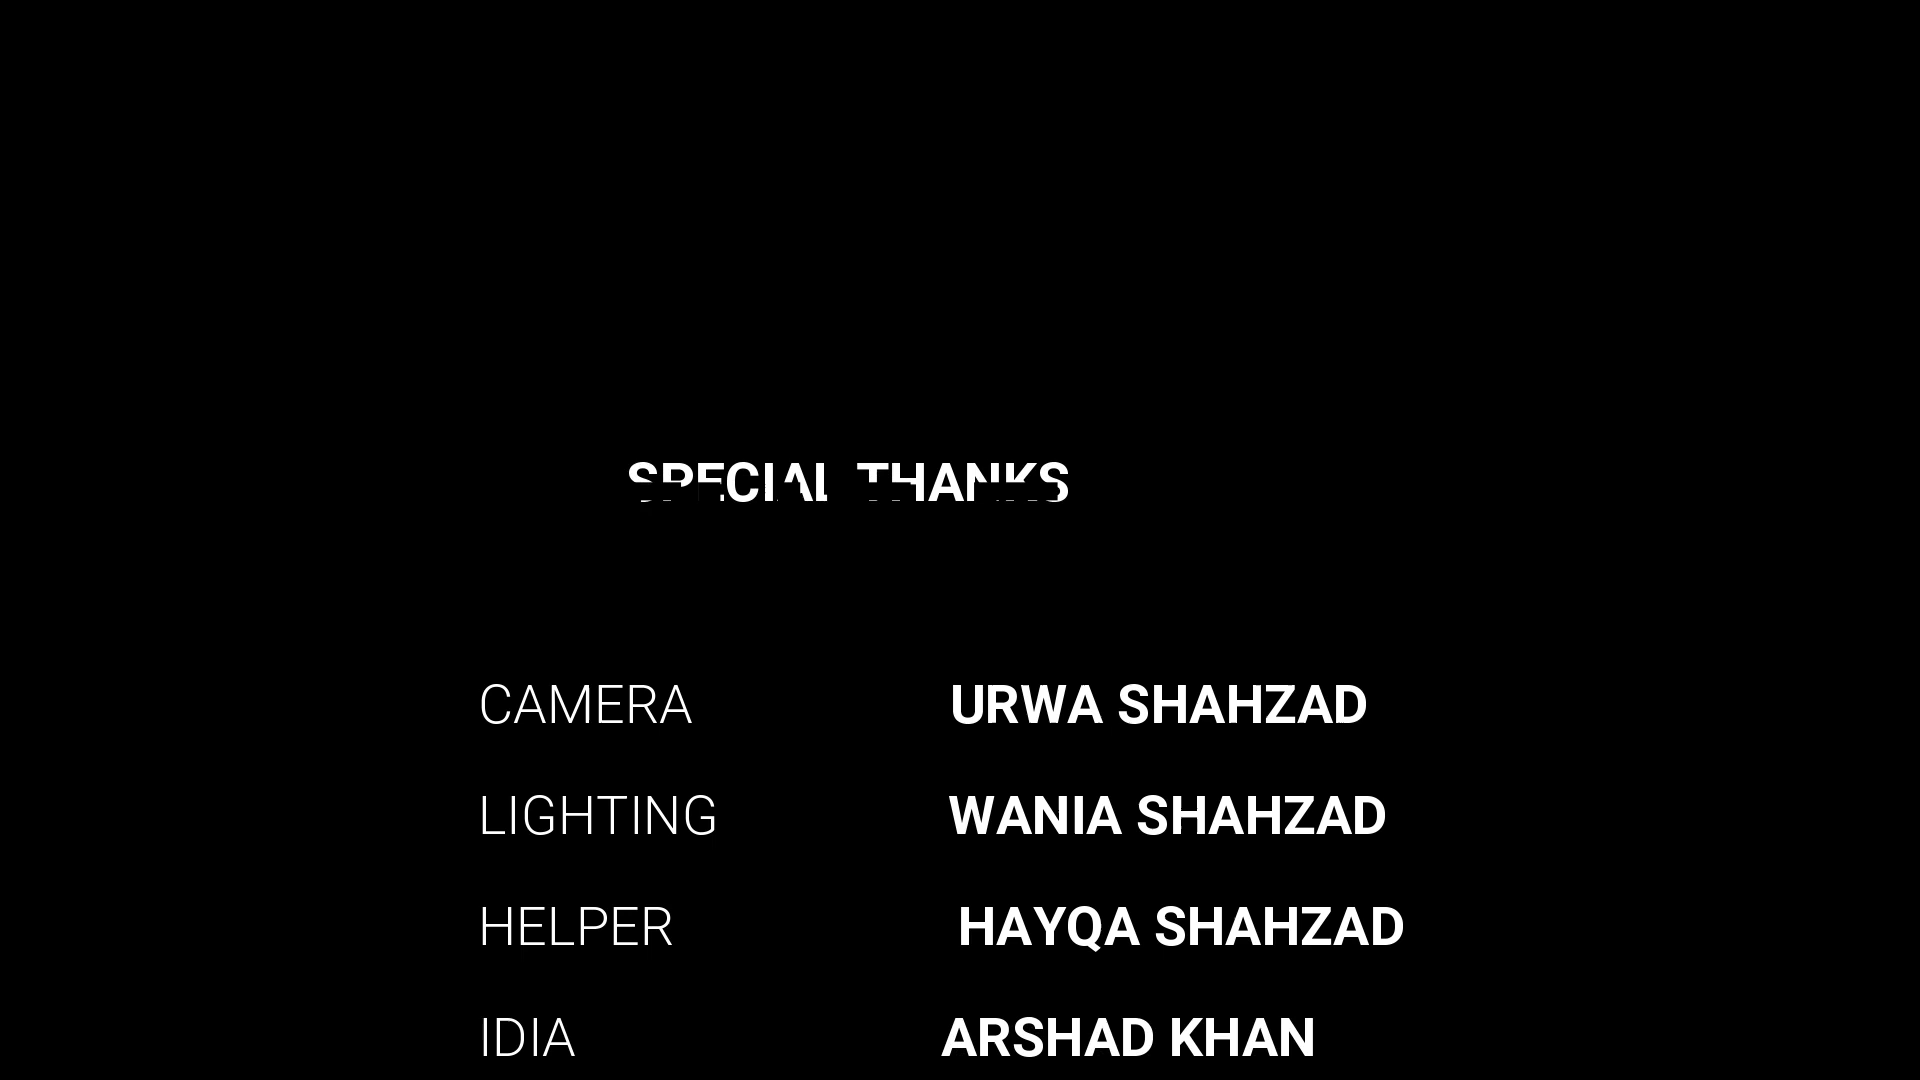 SPECIAL THANKS
CAMERA URWA SHAHZAD
LIGHTING WANIA SHAHZAD
HELPER HAYQA SHAHZAD
IDIA ARSHAD KHAN